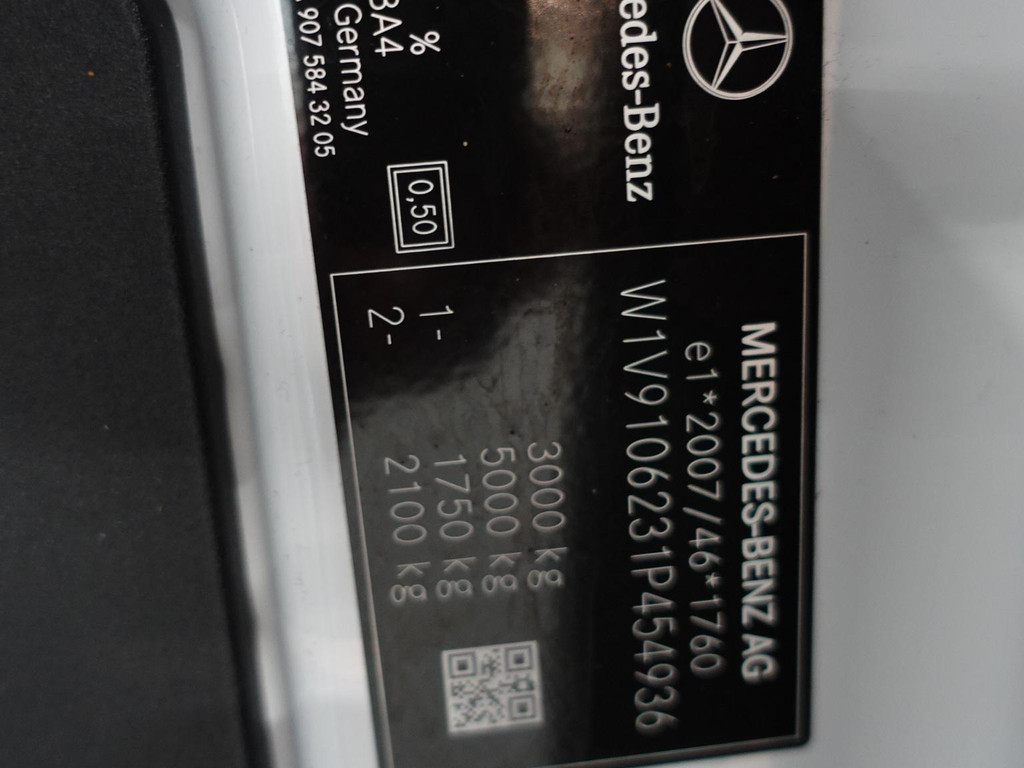 edes-Benz
%
BA4
Germany
907 584 32 05
0,50
MERCEDES-BENZ AG
e1*2007/46*1760
W1V9106231P454936
3000 kg
5000 kg
1- 1750 kg
2- 2100 kg